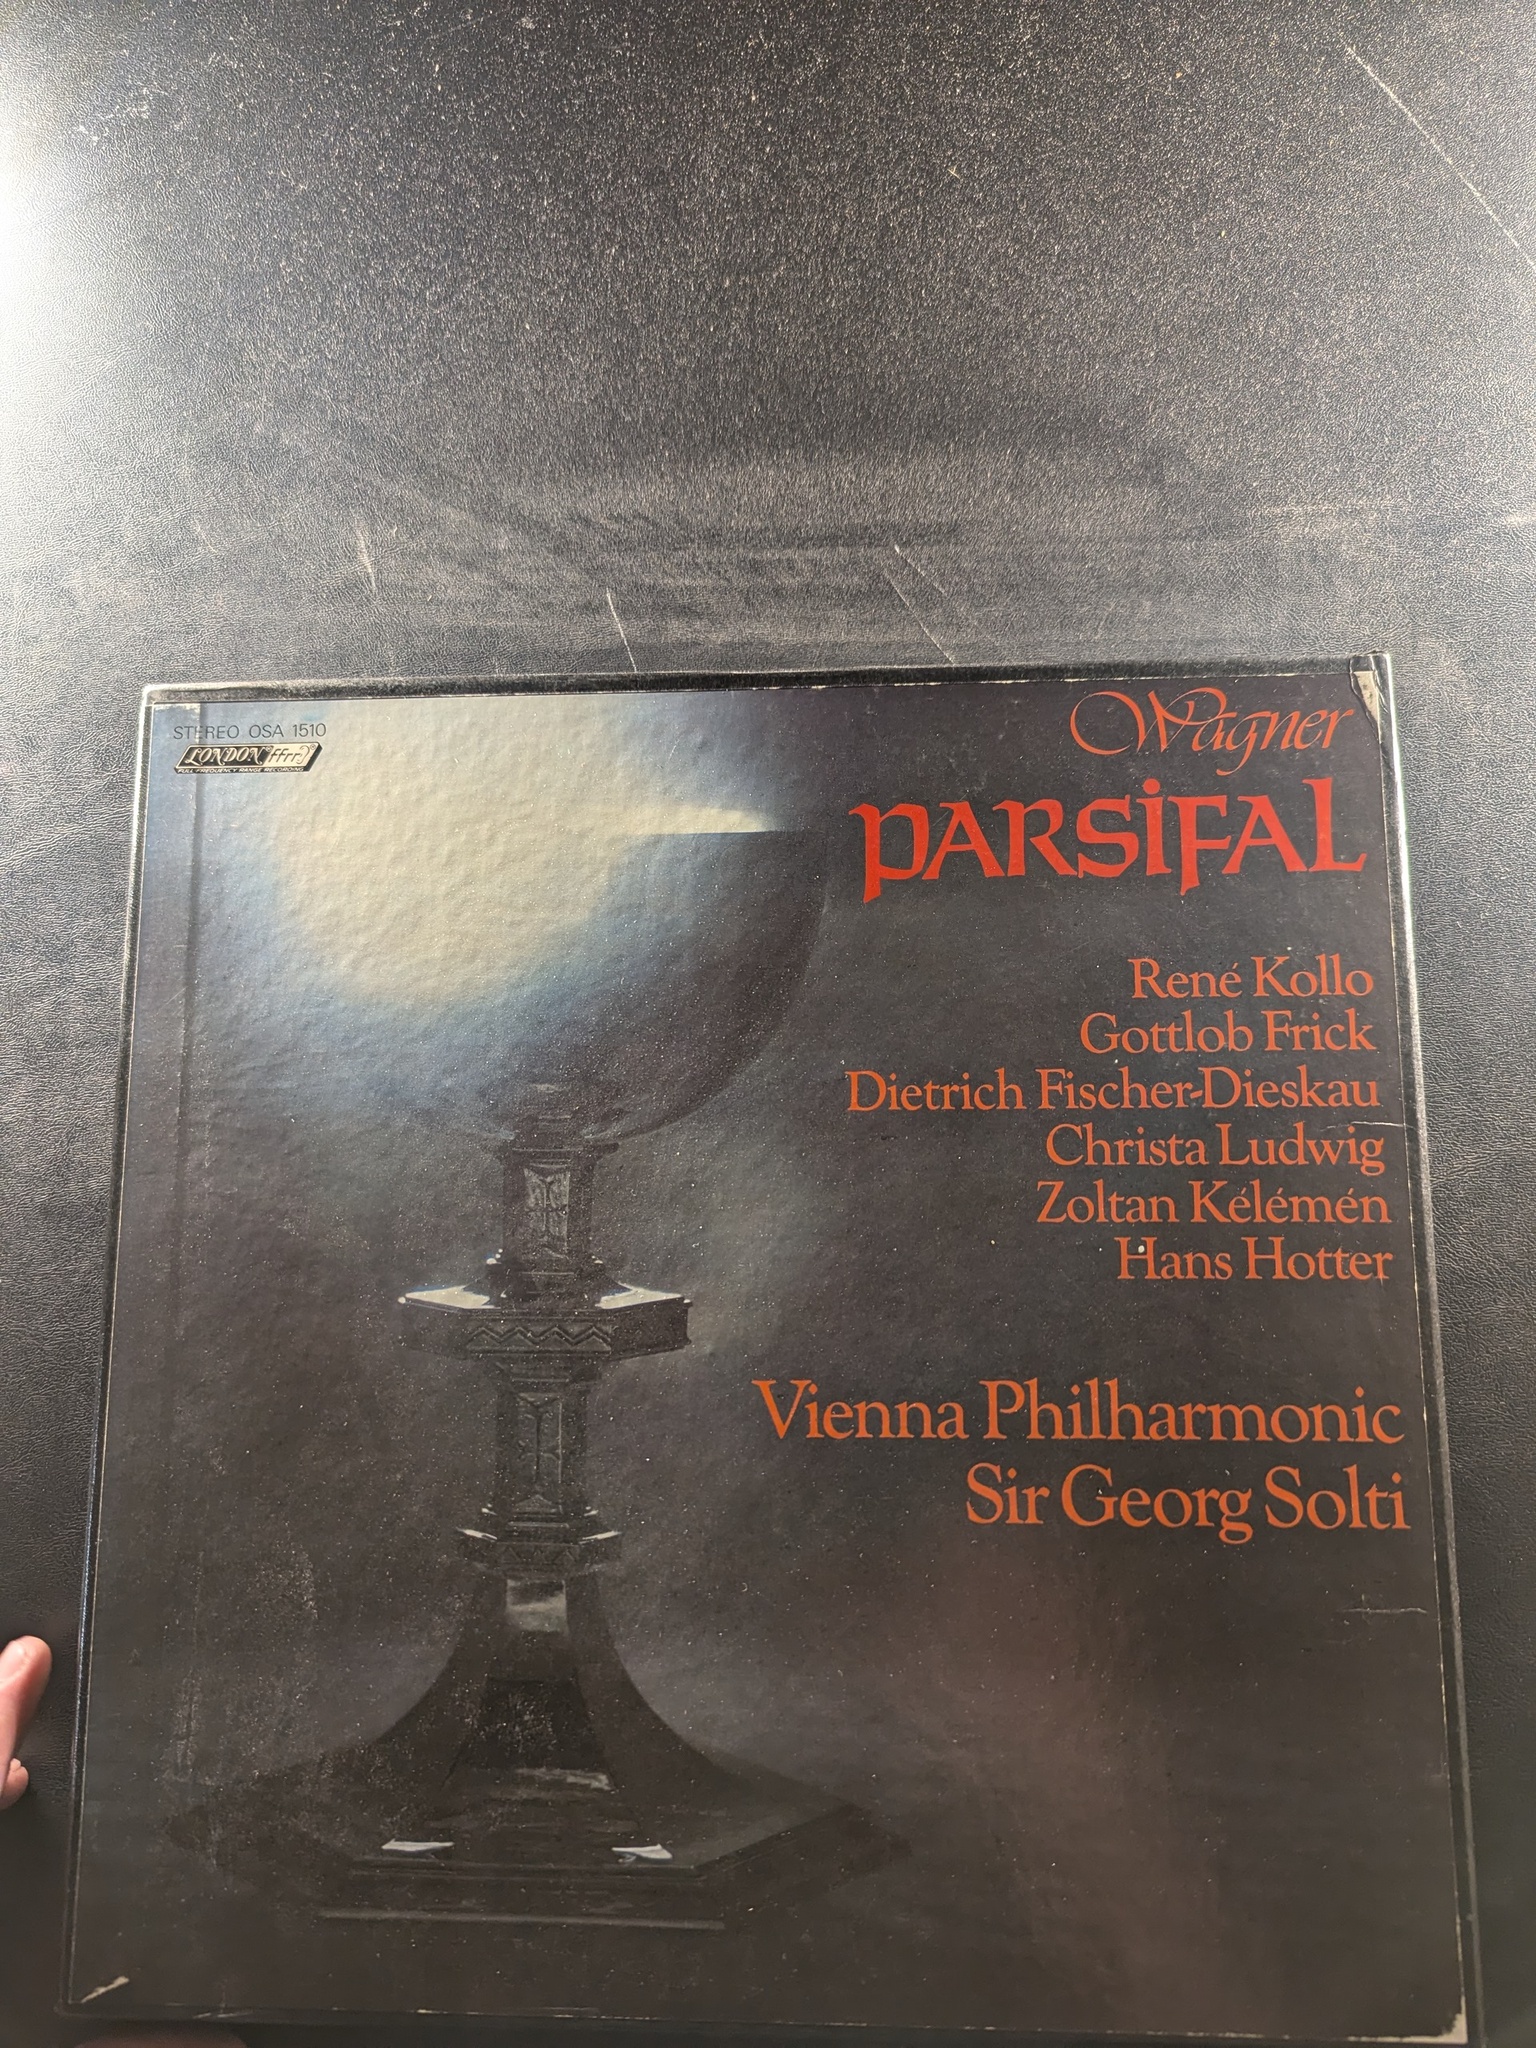 STEREO OSA 1510
LONDON ffrr
FULL FREQUENCY RANGE RECORDING
Wagner
PARSiFAL
René Kollo
Gottlob Frick
Dietrich Fischer-Dieskau
Christa Ludwig
Zoltan Kélémén
Hans Hotter
Vienna Philharmonic
Sir Georg Solti